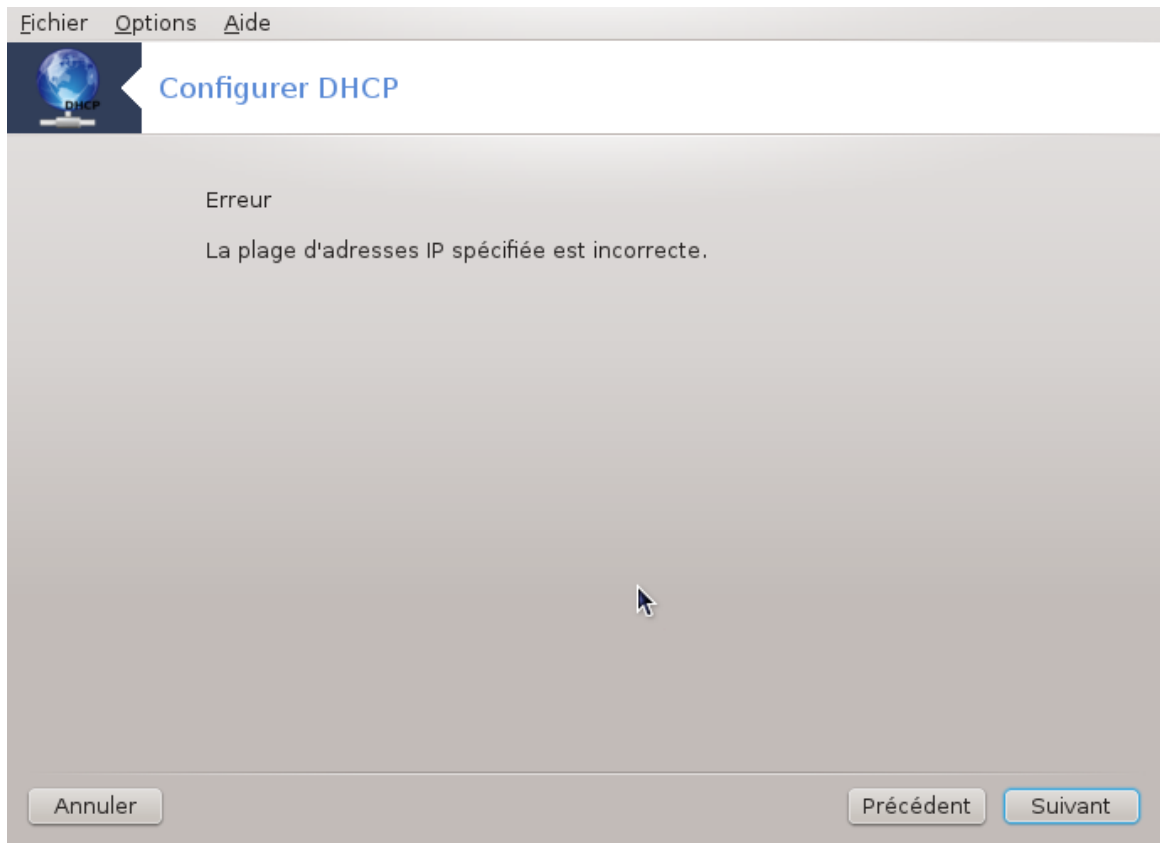 Fichier Options Aide
DHCP
Configurer DHCP
Erreur
La plage d'adresses IP spécifiée est incorrecte.
Annuler Précédent Suivant